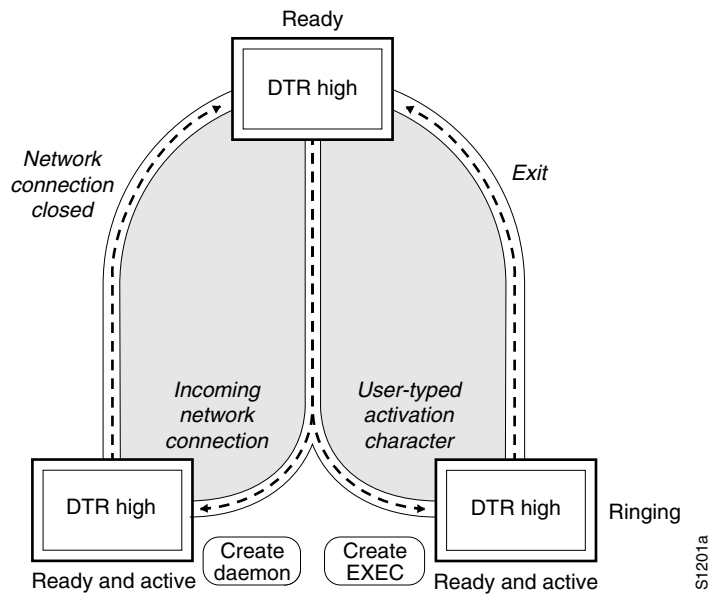 Ready
DTR high
Network
connection
closed
Exit
Incoming
network
connection
User-typed
activation
character
DTR high
DTR high
Ringing
Create
daemon
Create
EXEC
Ready and active
Ready and active
S1201a